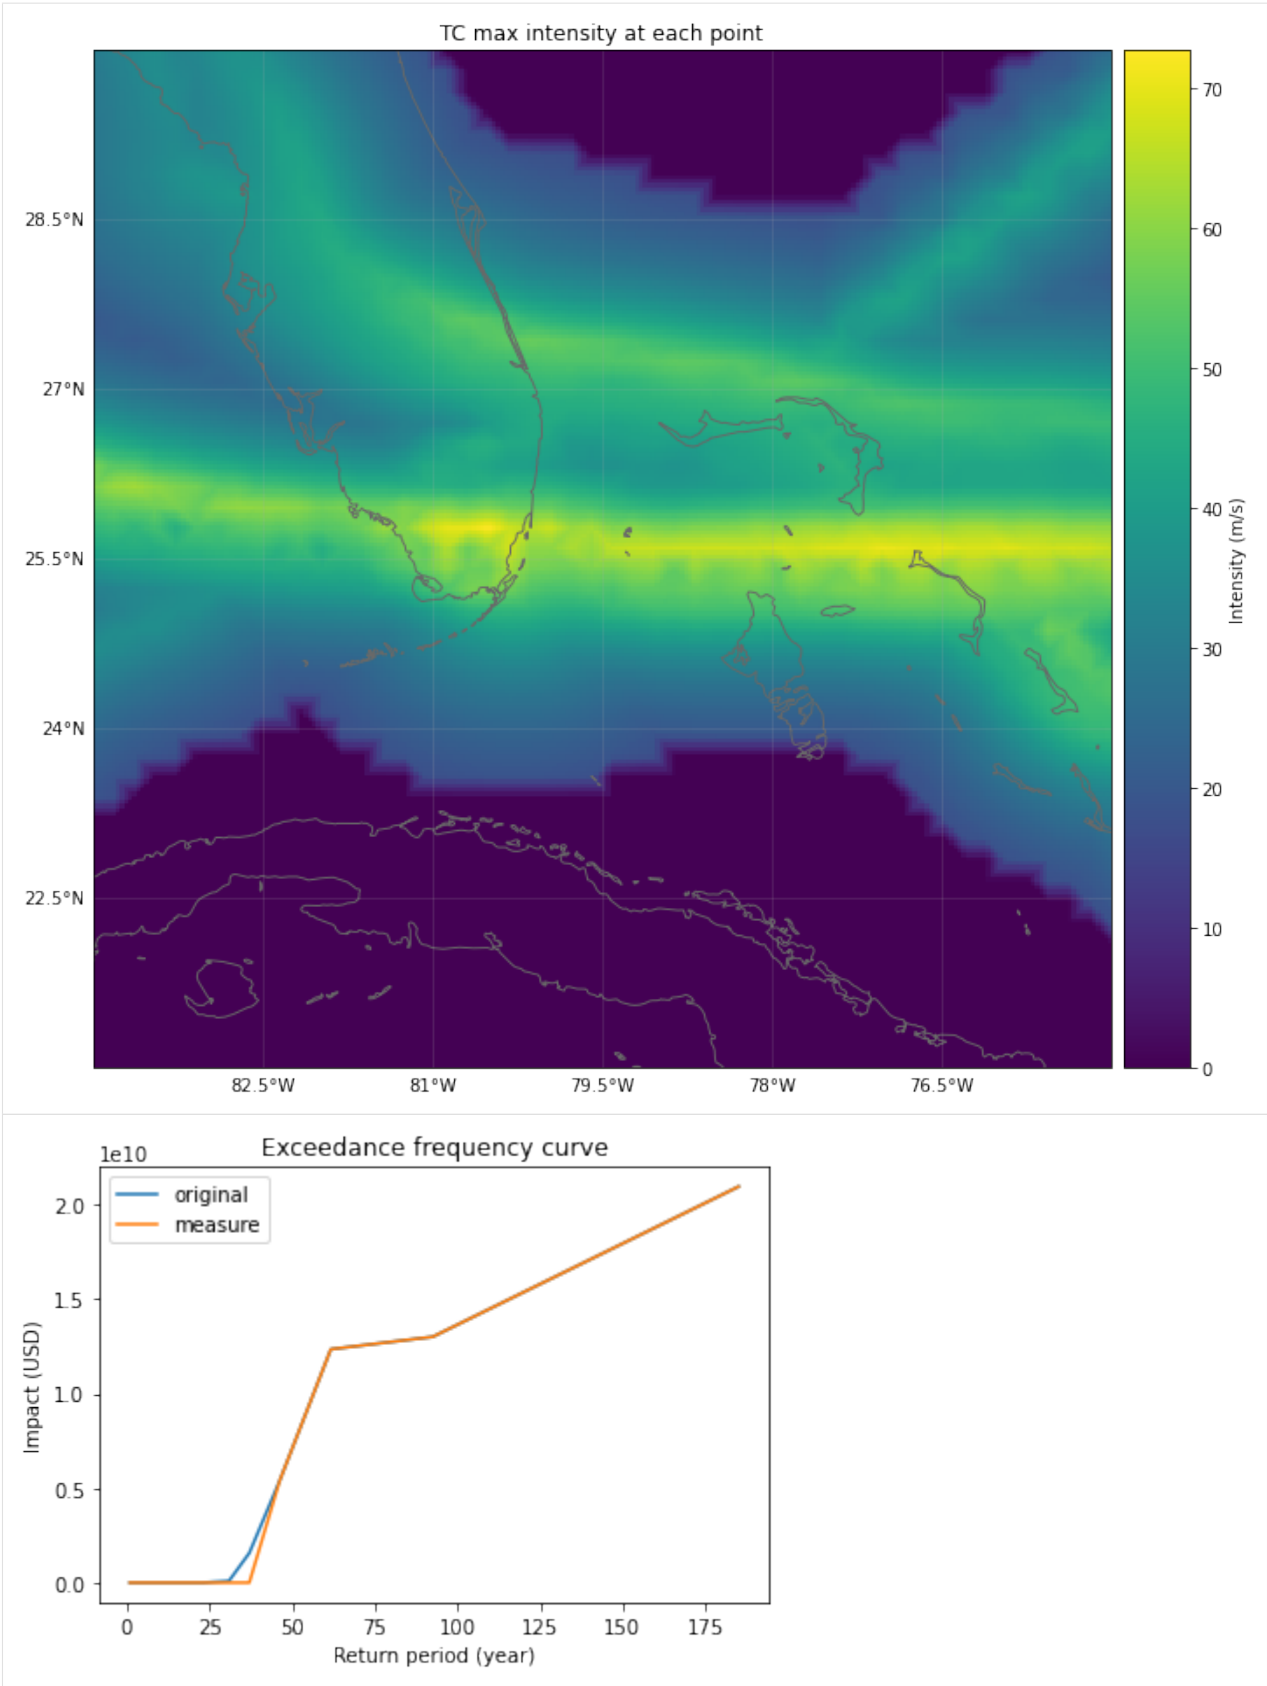 TC max intensity at each point
28.5°N
27°N
25.5°N
24°N
22.5°N
82.5°W
81°W
79.5°W
78°W
76.5°W
70
60
50
40
30
20
10
0
Intensity (m/s)
Exceedance frequency curve
1e10
original
measure
2.0
1.5
1.0
0.5
0.0
Impact (USD)
0
25
50
75
100
125
150
175
Return period (year)